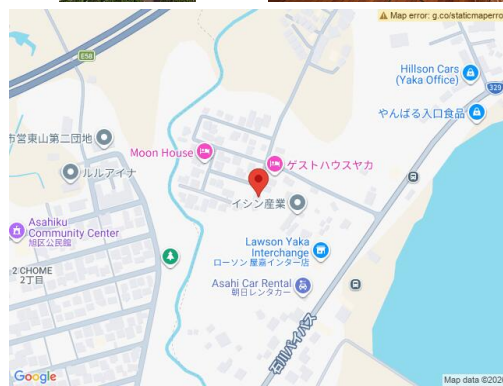 Map error: g.co/staticmaperro
E58
Hillson Cars
(Yaka Office)
329
やんばる入口食品
市営東山第二団地
Moon House
ゲストハウスヤカ
ルルアイナ
イシン産業
Asahiku
Community Center
旭区公民館
Lawson Yaka
Interchange
ローソン 屋嘉インター店
2 CHOME
2丁目
Asahi Car Rental
朝日レンタカー
石川バイパス
Google
Map data ©2026